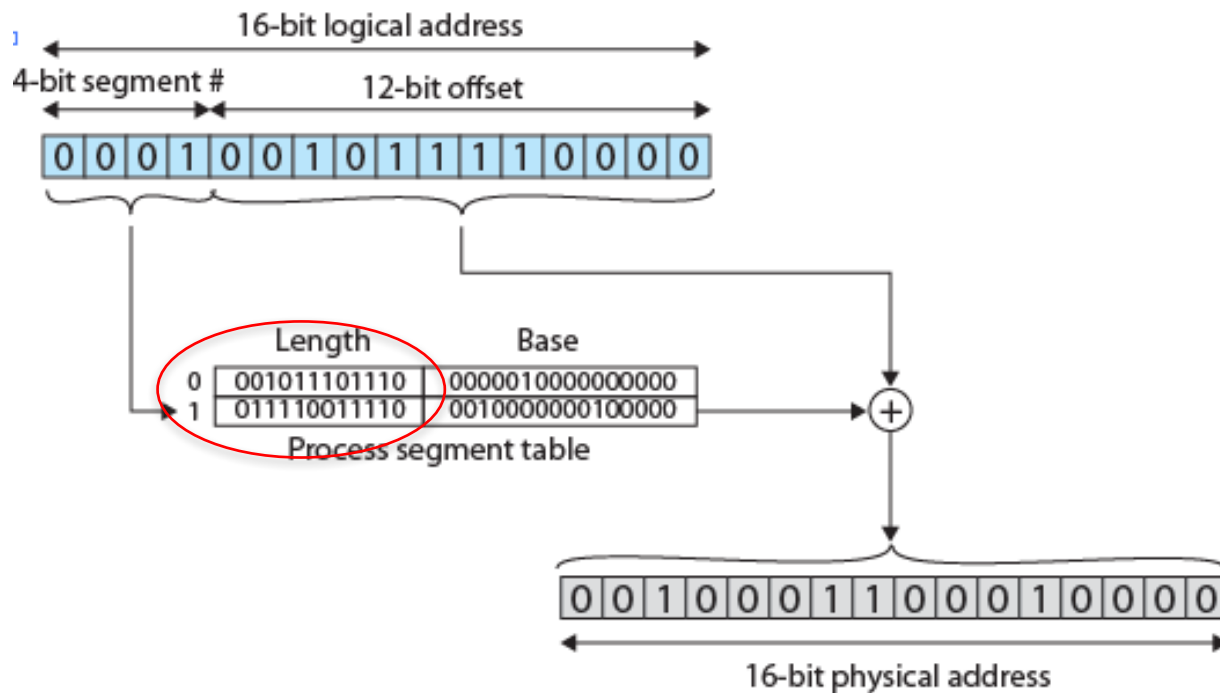 16-bit logical address
4-bit segment # 12-bit offset
0 0 0 1 0 0 1 0 1 1 1 1 0 0 0 0
Length Base
0 001011101110 0000010000000000
1 011110011110 0010000000100000
Process segment table
+
0 0 1 0 0 0 1 1 0 0 0 1 0 0 0 0
16-bit physical address